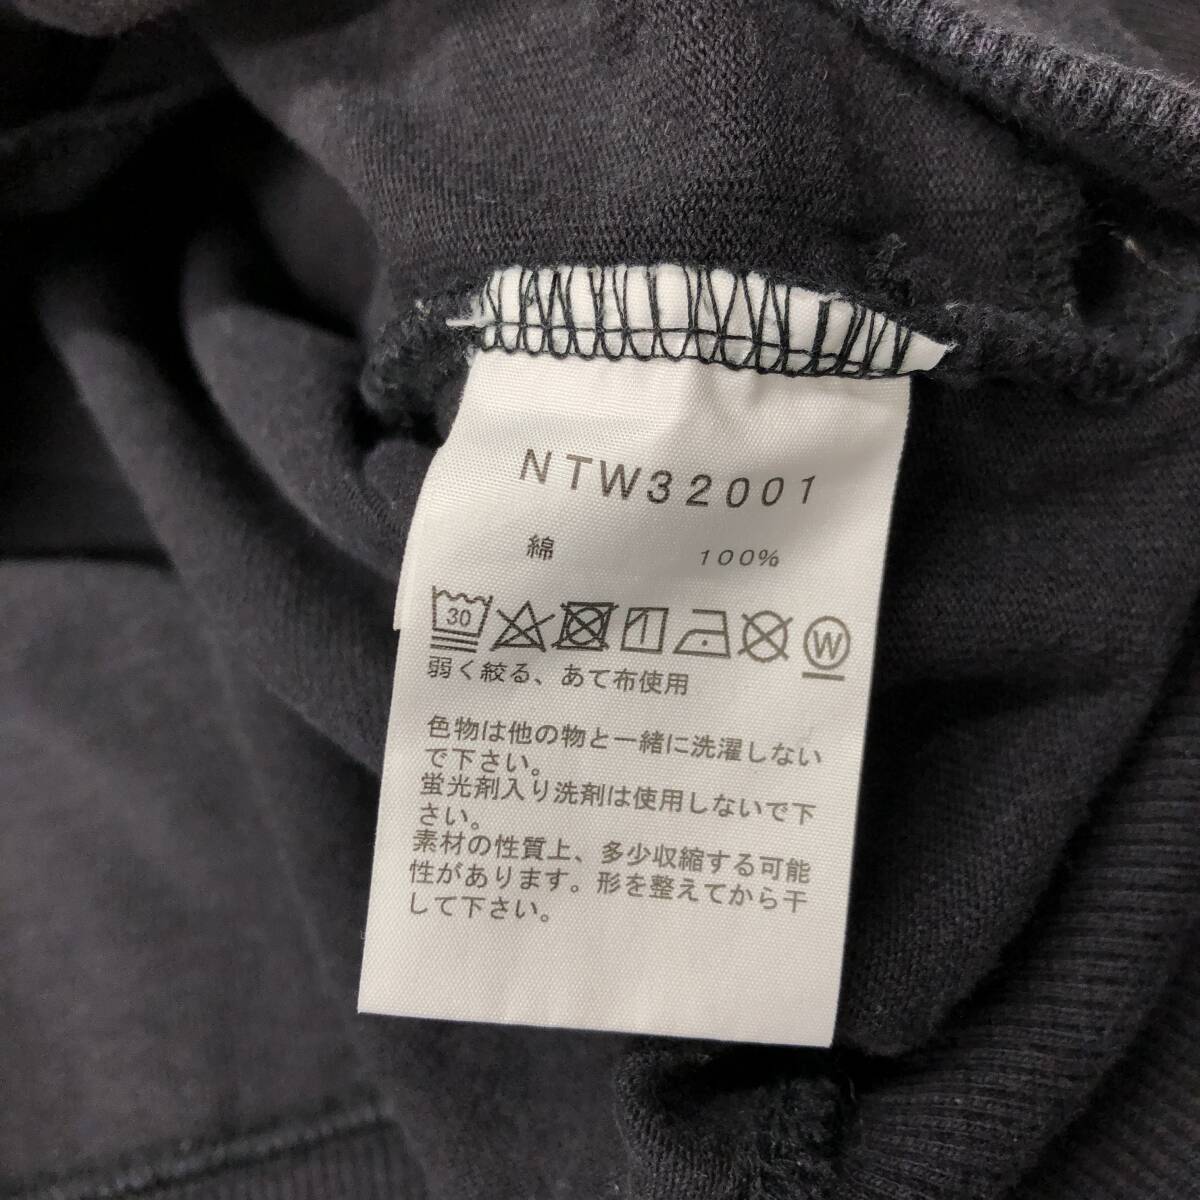 NTW32001
綿 100%
30 W
弱く絞る、あて布使用
色物は他の物と一緒に洗濯しない
で下さい。
蛍光剤入り洗剤は使用しないで下
さい。
素材の性質上、多少収縮する可能
性があります。形を整えてから干
して下さい。